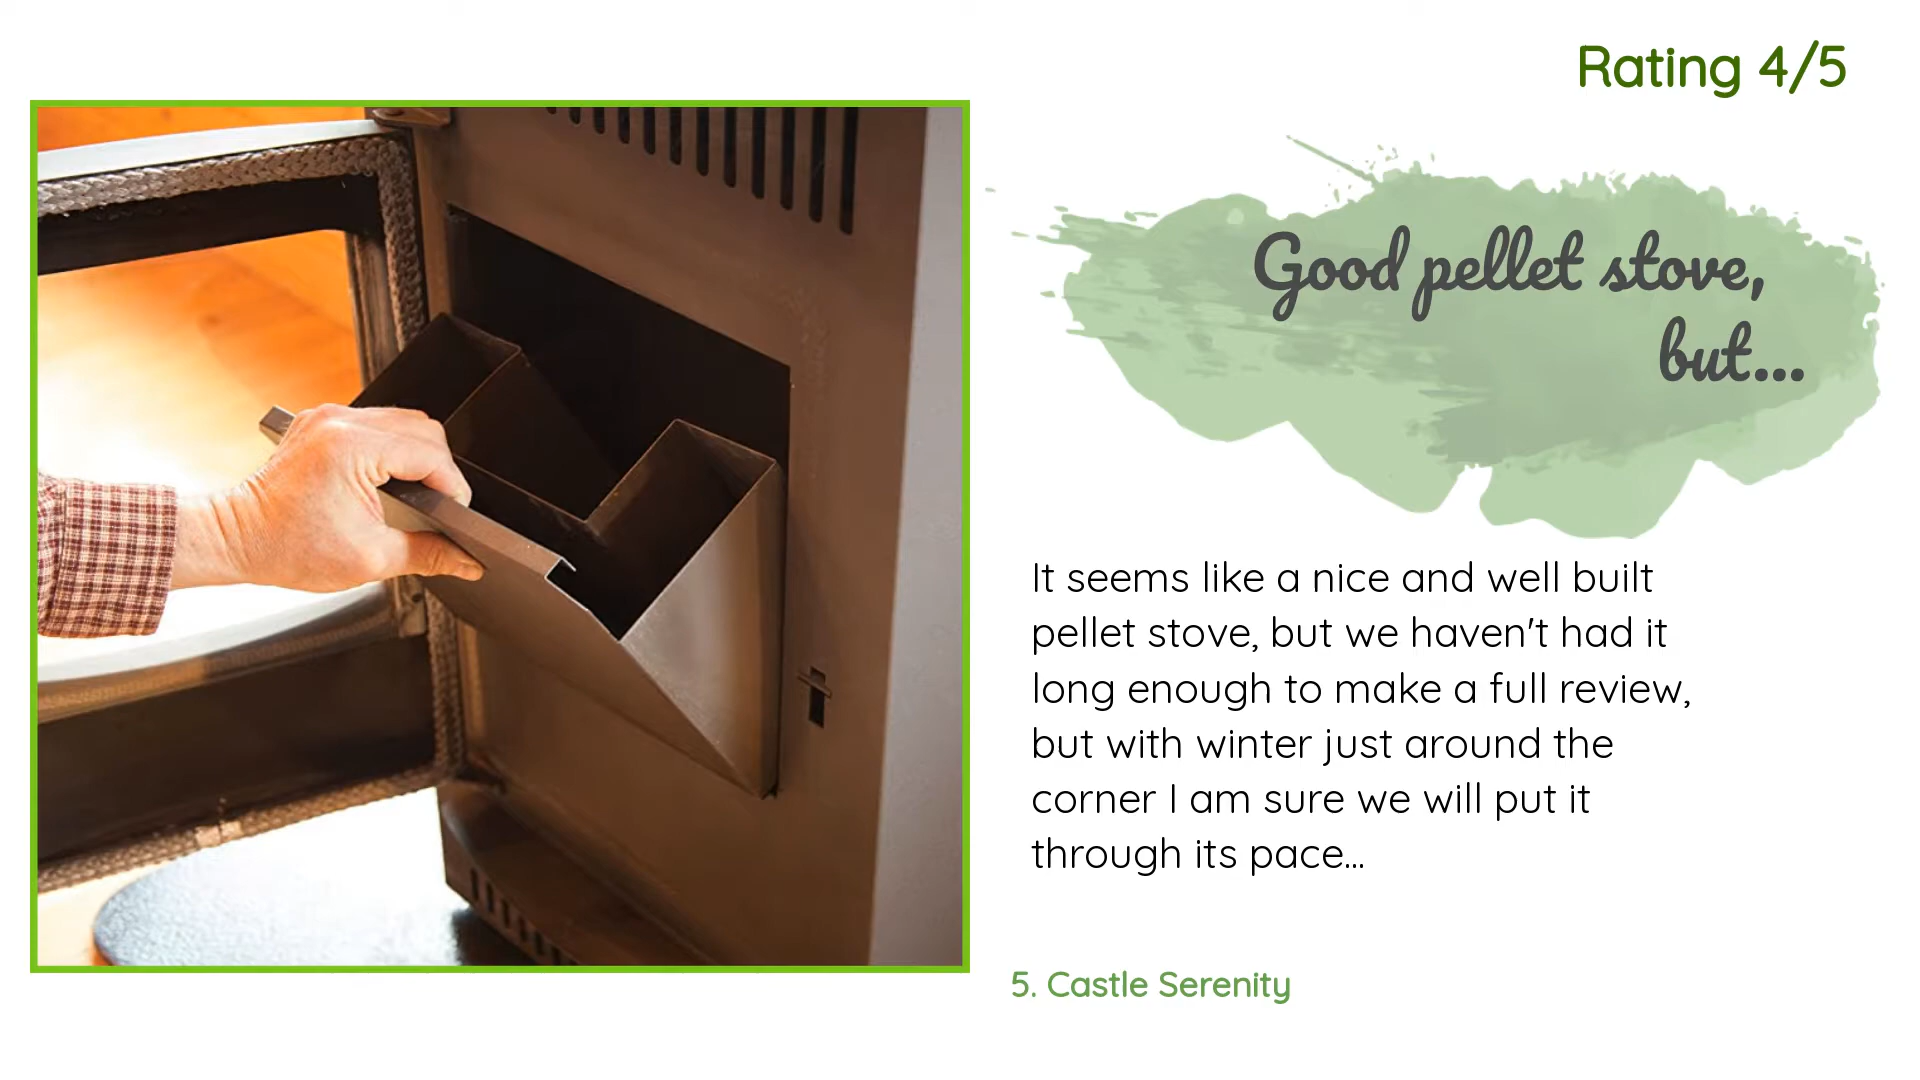 Rating 4/5
Good pellet stove,
but...
It seems like a nice and well built
pellet stove, but we haven't had it
long enough to make a full review,
but with winter just around the
corner I am sure we will put it
through its pace...
5. Castle Serenity